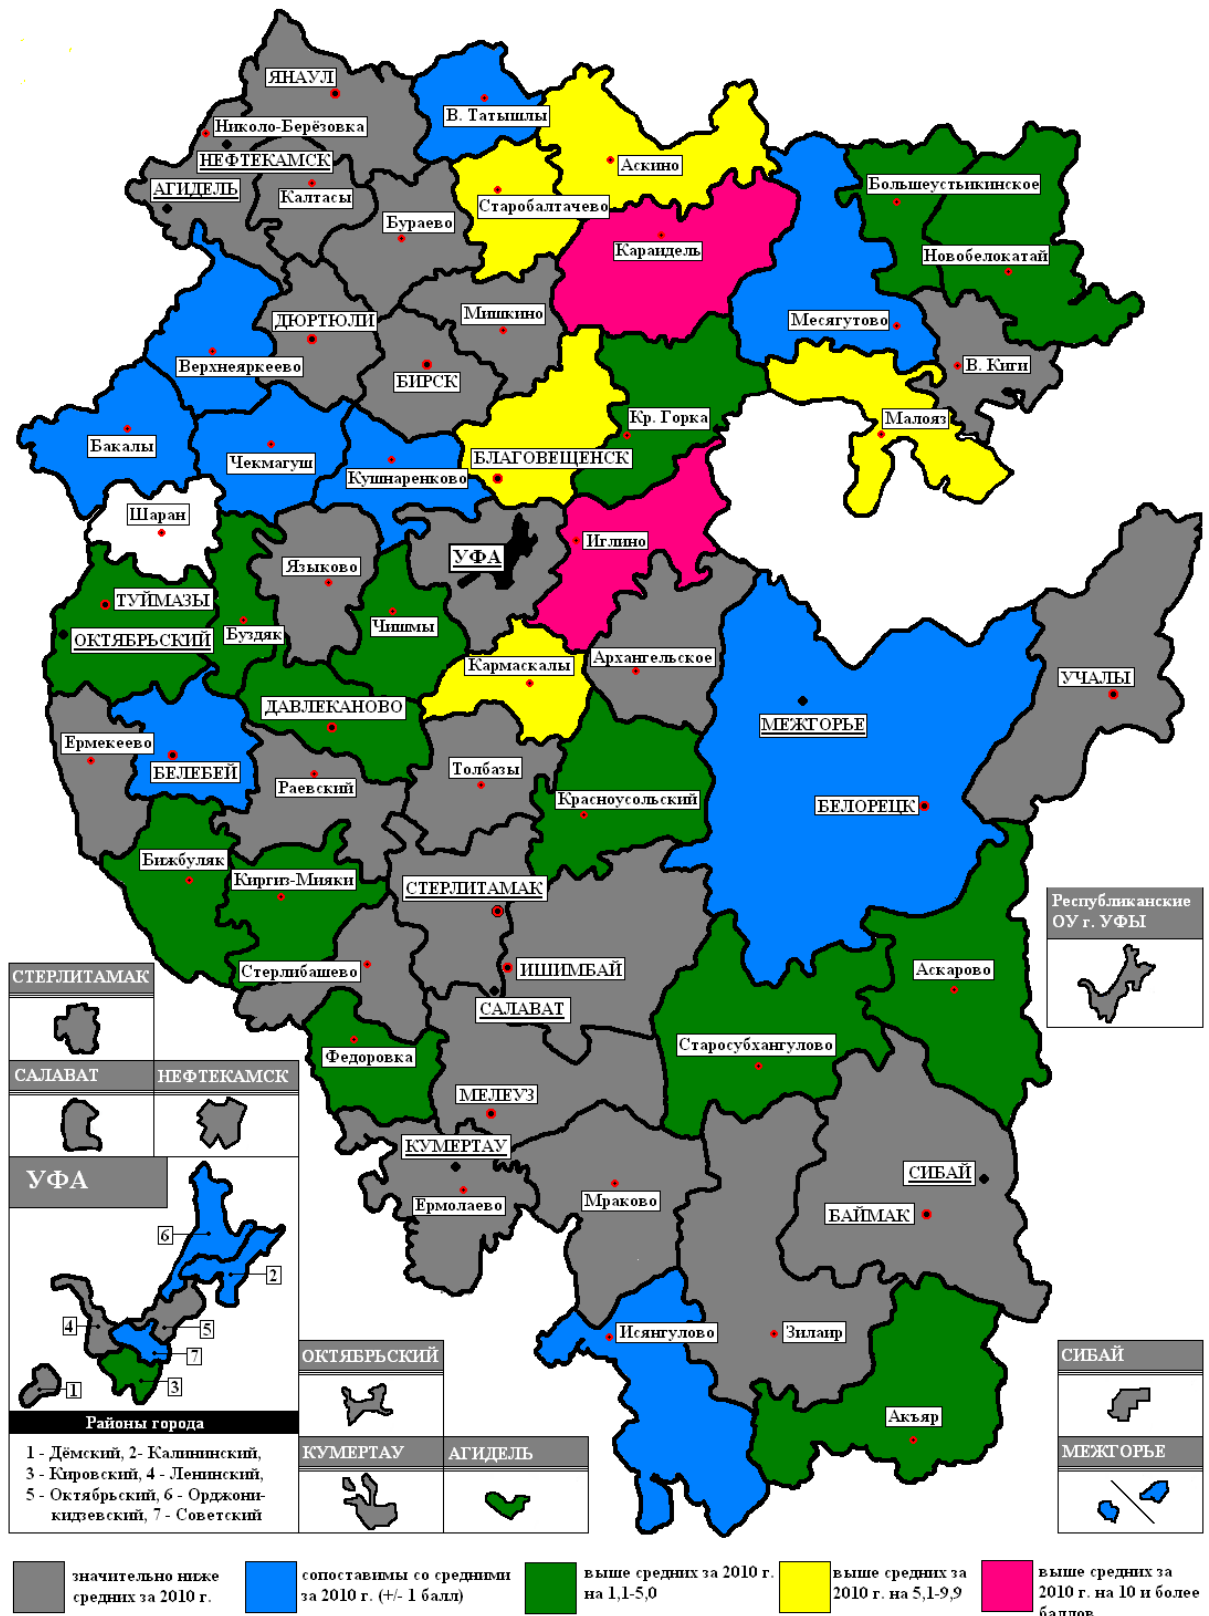 ЯНАУЛ
В. Татышлы
Николо-Берёзовка
НЕФТЕКАМСК
Аскино
АГИДЕЛЬ
Калтасы
Большеустьикинское
Старобалтачево
Бураево
Караидель
Новобелокатай
Мишкино
ДЮРТЮЛИ
Месягутово
Верхнеяркеево
В. Киги
БИРСК
Кр. Горка
Малояз
Бакалы
Чекмагуш
БЛАГОВЕЩЕНСК
Кушнаренково
Шаран
Иглино
УФА
Языково
ТУЙМАЗЫ
Чишмы
Буздяк
ОКТЯБРЬСКИЙ
Кармаскалы
Архангельское
УЧАЛЫ
ДАВЛЕКАНОВО
МЕЖГОРЬЕ
Ермекеево
БЕЛЕБЕЙ
Толбазы
Раевский
Красноусольский
БЕЛОРЕЦК
Бижбуляк
Киргиз-Мияки
СТЕРЛИТАМАК
Республиканские
ОУ г. УФЫ
Стерлибашево
ИШИМБАЙ
Аскарово
СТЕРЛИТАМАК
САЛАВАТ
Старосубхангулово
Федоровка
САЛАВАТ
НЕФТЕКАМСК
МЕЛЕУЗ
КУМЕРТАУ
СИБАЙ
УФА
Мраково
Ермолаево
БАЙМАК
6
2
4
5
7
3
1
Исянгулово
Зилаир
ОКТЯБРЬСКИЙ
СИБАЙ
Акъяр
Районы города
1 - Дёмский, 2- Калининский,
3 - Кировский, 4 - Ленинский,
5 - Октябрьский, 6 - Орджони-
кидзевский, 7 - Советский
КУМЕРТАУ
АГИДЕЛЬ
МЕЖГОРЬЕ
значительно ниже
средних за 2010 г.
сопоставимы со средними
за 2010 г. (+/- 1 балл)
выше средних за 2010 г.
на 1,1-5,0
выше средних за
2010 г. на 5,1-9,9
выше средних за
2010 г. на 10 и более
баллов